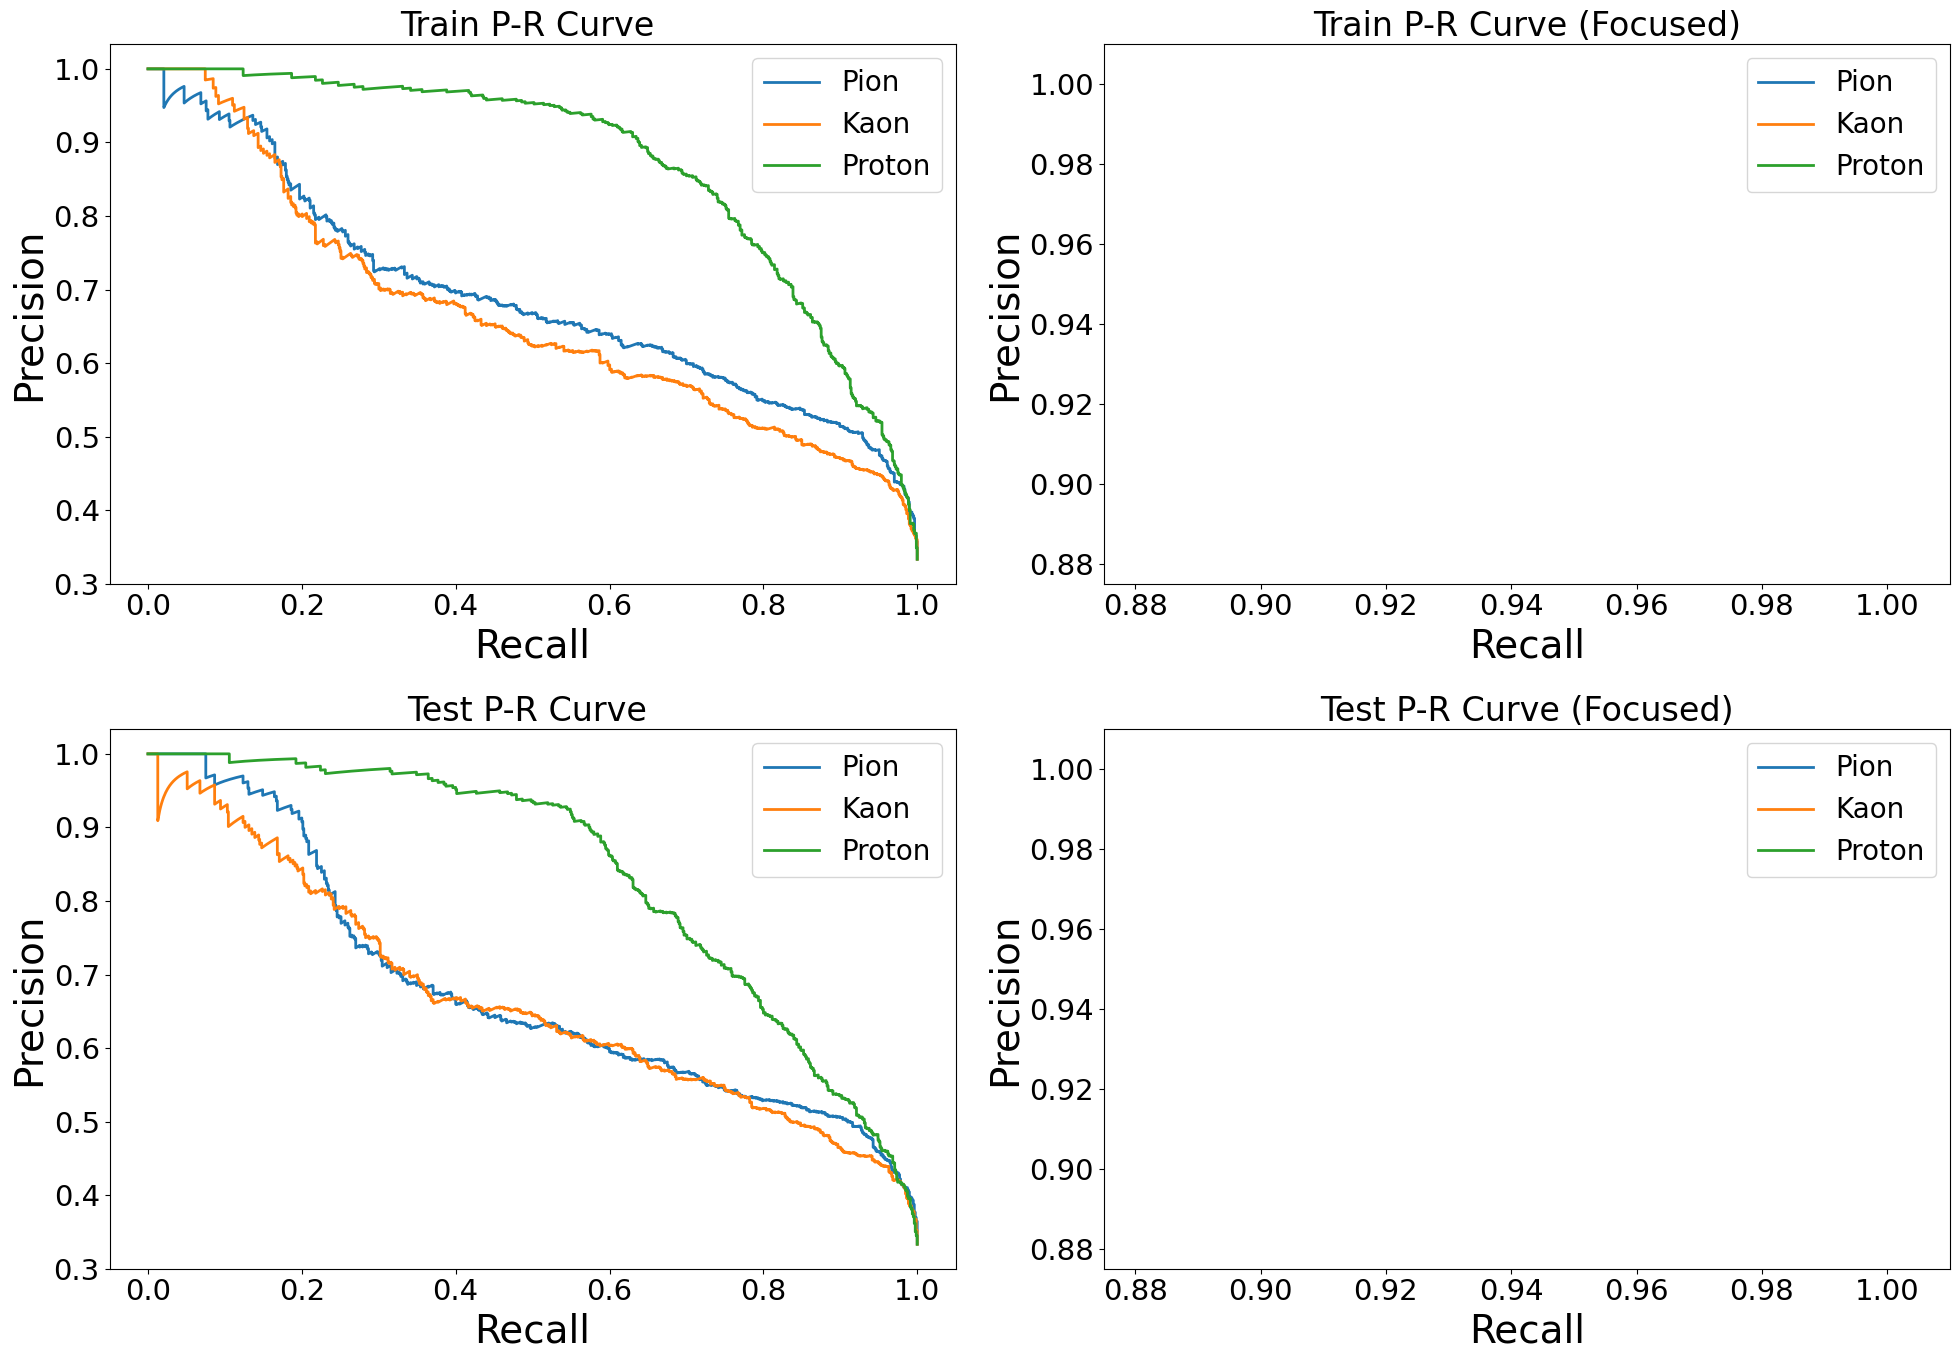 Train P-R Curve
Precision
1.0
0.9
0.8
0.7
0.6
0.5
0.4
0.3
Pion
Kaon
Proton
0.0 0.2 0.4 0.6 0.8 1.0
Recall
Train P-R Curve (Focused)
Precision
1.00
0.98
0.96
0.94
0.92
0.90
0.88
Pion
Kaon
Proton
0.88 0.90 0.92 0.94 0.96 0.98 1.00
Recall
Test P-R Curve
Precision
1.0
0.9
0.8
0.7
0.6
0.5
0.4
0.3
Pion
Kaon
Proton
0.0 0.2 0.4 0.6 0.8 1.0
Recall
Test P-R Curve (Focused)
Precision
1.00
0.98
0.96
0.94
0.92
0.90
0.88
Pion
Kaon
Proton
0.88 0.90 0.92 0.94 0.96 0.98 1.00
Recall